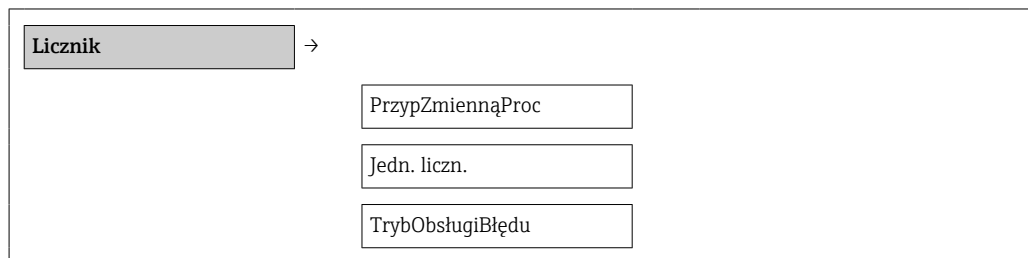 Licznik →
PrzypZmiennąProc
Jedn. liczn.
TrybObsługiBłędu